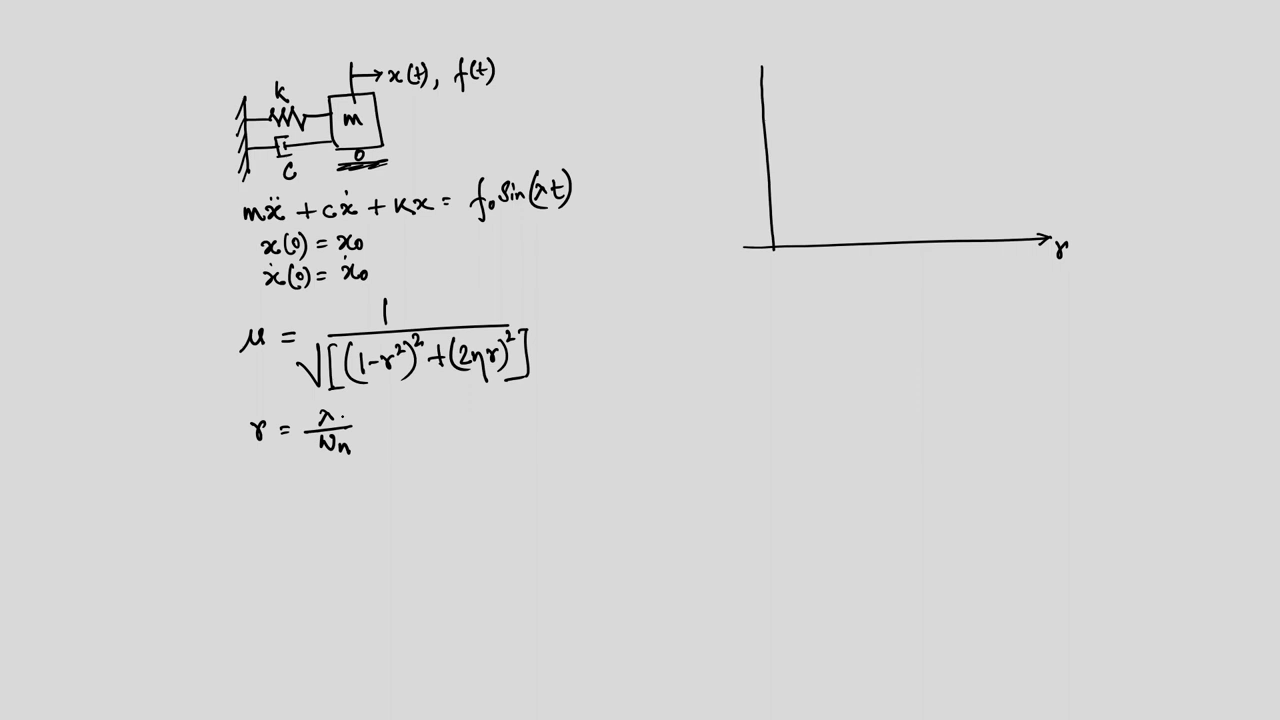 x(t), f(t)
k
m
c
mẍ + cẋ + kx = f₀ sin(λt)
x(0) = x₀
ẋ(0) = ẋ₀
μ = 1 / √[(1-r²)² + (2ηr)²]
r = λ / ωn
r